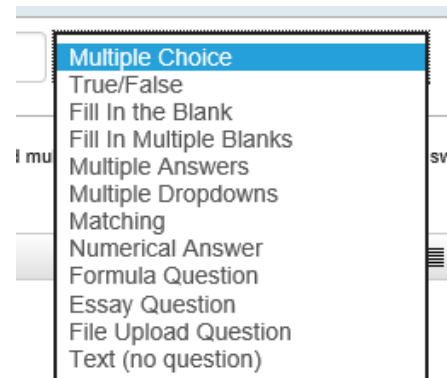 Multiple Choice
True/False
Fill In the Blank
Fill In Multiple Blanks
Multiple Answers
Multiple Dropdowns
Matching
Numerical Answer
Formula Question
Essay Question
File Upload Question
Text (no question)